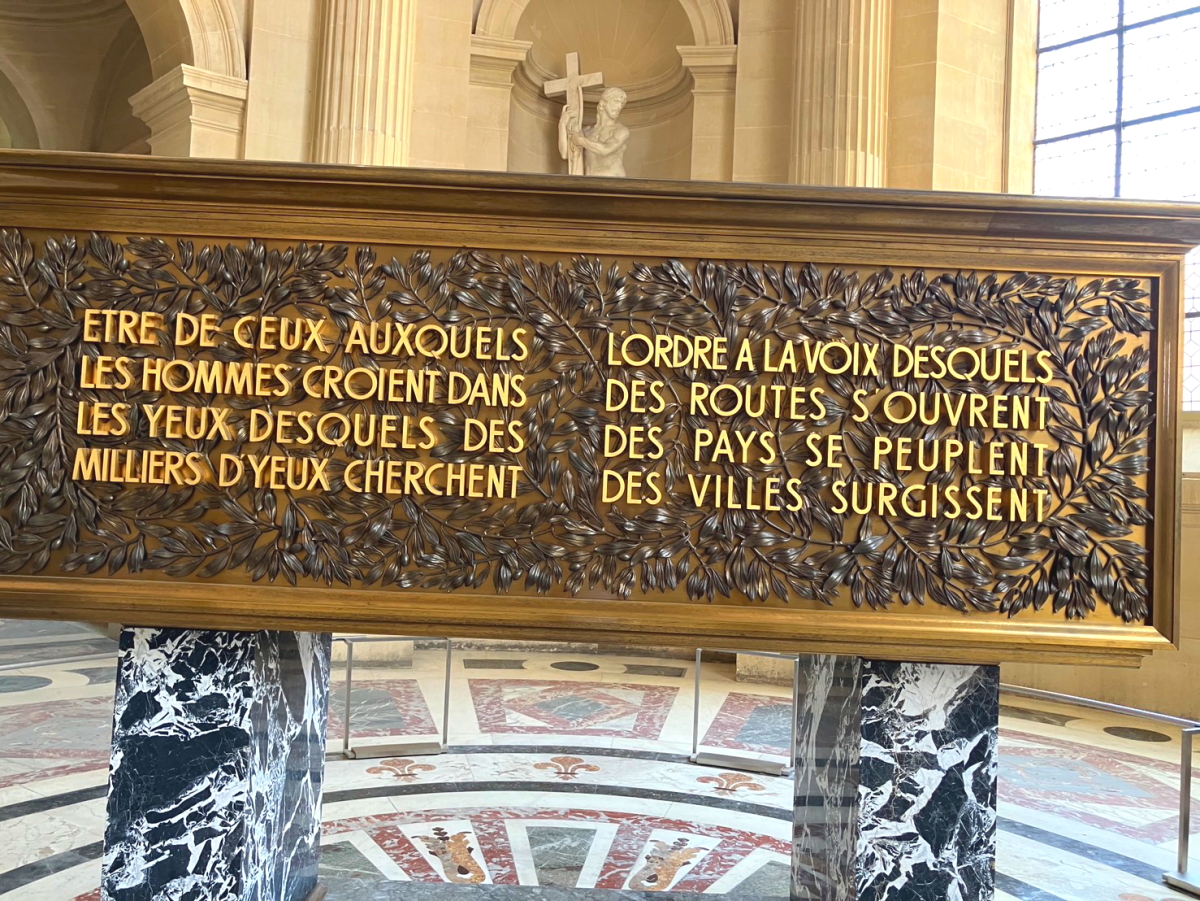 ETRE DE CEUX AUXQUELS
LES HOMMES CROIENT DANS
LES YEUX DESQUELS DES
MILLIERS D'YEUX CHERCHENT
L'ORDRE A LA VOIX DESQUELS
DES ROUTES S'OUVRENT
DES PAYS SE PEUPLENT
DES VILLES SURGISSENT